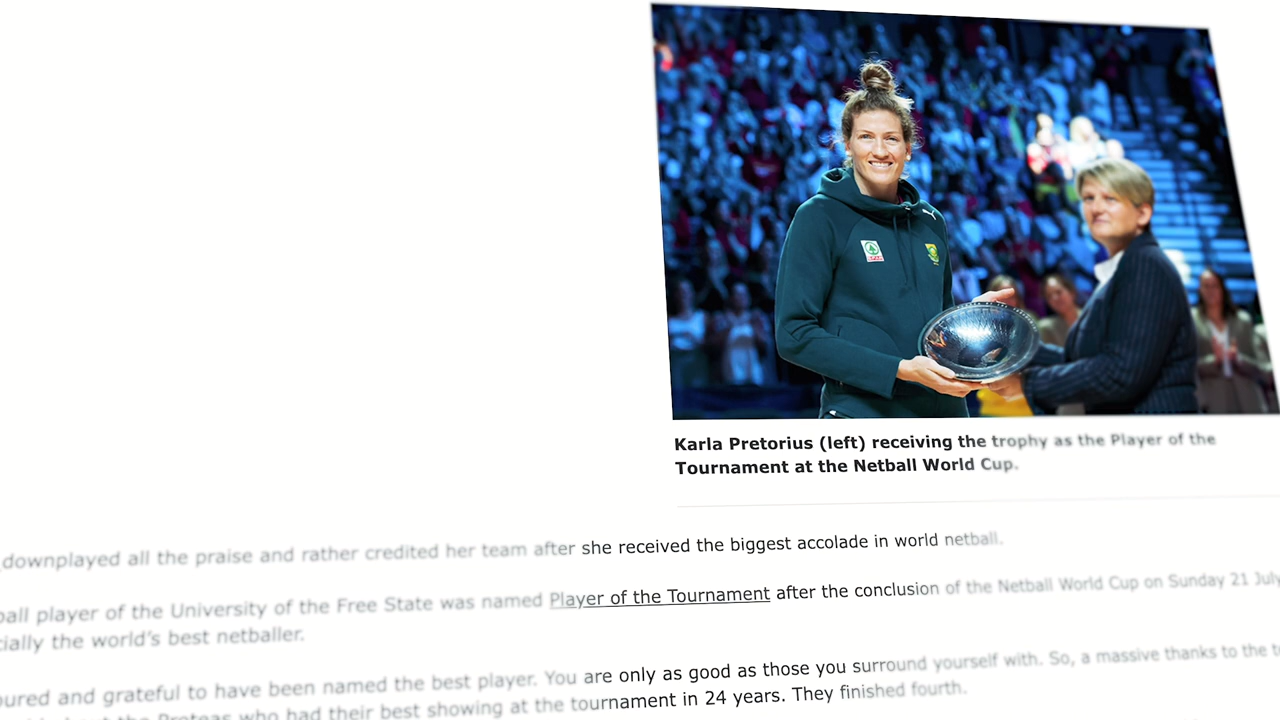 Karla Pretorius (left) receiving the trophy as the Player of the
Tournament at the Netball World Cup.
downplayed all the praise and rather credited her team after she received the biggest accolade in world netball.
player of the University of the Free State was named Player of the Tournament after the conclusion of the Netball World Cup on Sunday 21 July
the world's best netballer.
and grateful to have been named the best player. You are only as good as those you surround yourself with. So, a massive thanks to the
the Proteas who had their best showing at the tournament in 24 years. They finished fourth.